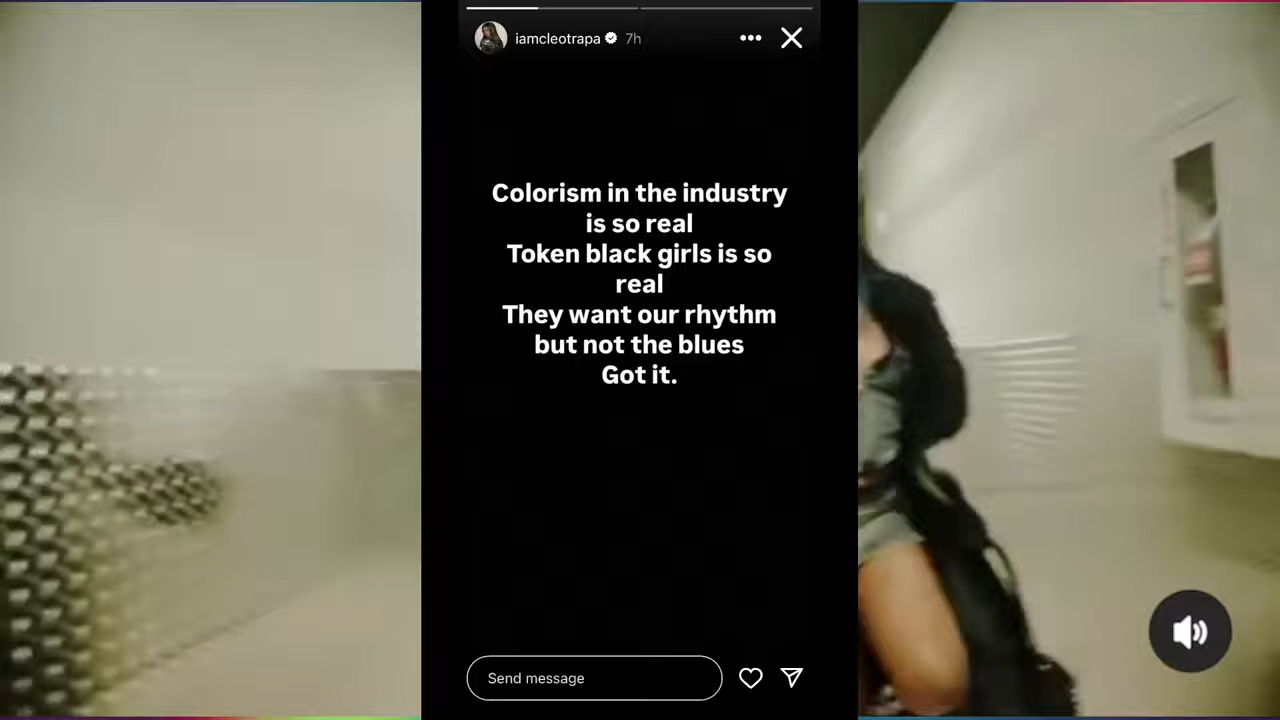 iamcleotrapa 7h
Colorism in the industry
is so real
Token black girls is so
real
They want our rhythm
but not the blues
Got it.
Send message